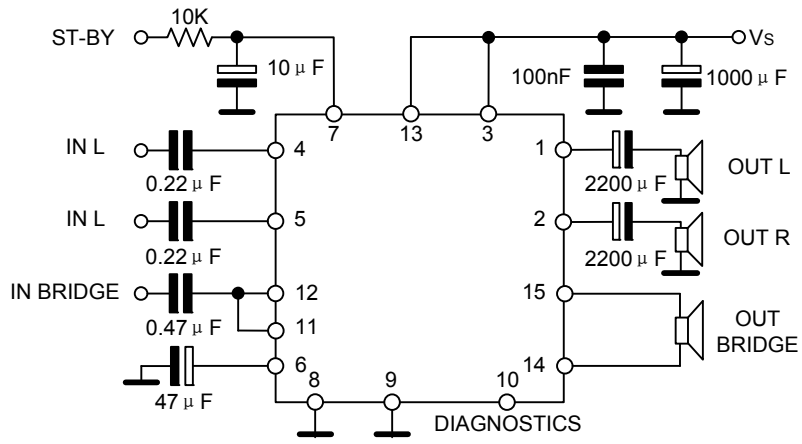 10K
ST-BY
VS
10 μ F
100nF
1000 μ F
7
13
3
IN L
4
1
0.22 μ F
2200 μ F
OUT L
IN L
5
2
0.22 μ F
2200 μ F
OUT R
IN BRIDGE
12
15
0.47 μ F
11
OUT
BRIDGE
6
14
47 μ F
8
9
10
DIAGNOSTICS